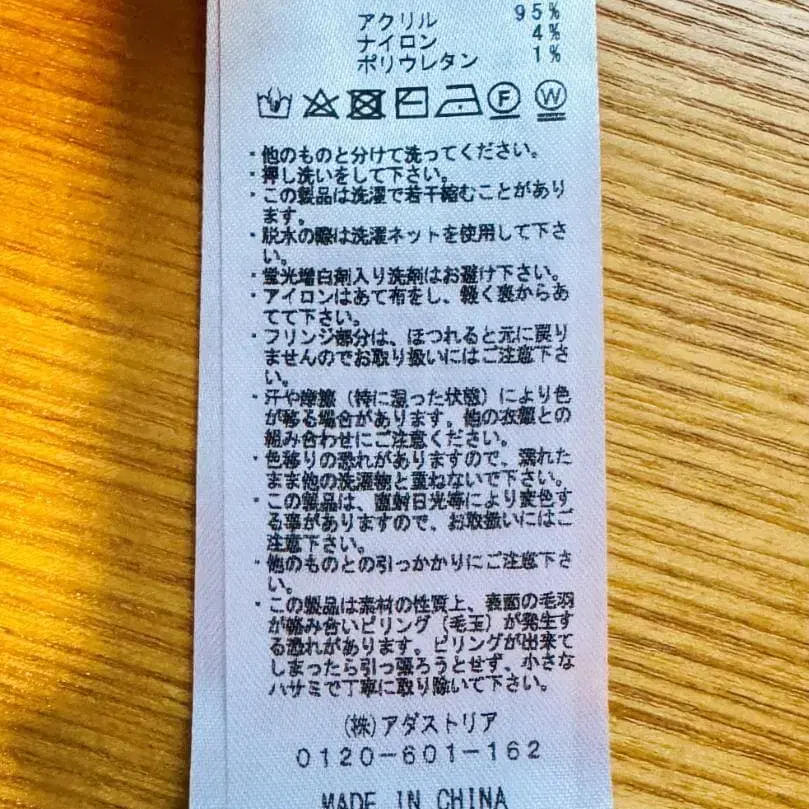 アクリル 95%
ナイロン 4%
ポリウレタン 1%
F W
・他のものと分けて洗ってください。
・押し洗いをして下さい。
・この製品は洗濯で若干縮むことがあり
ます。
・脱水の際は洗濯ネットを使用して下さ
い。
・蛍光増白剤入り洗剤はお避け下さい。
・アイロンはあて布をし、軽く裏からあ
てて下さい。
・フリンジ部分は、ほつれると元に戻り
ませんのでお取り扱いにはご注意下さ
い。
・汗や摩擦（特に湿った状態）により色
が移る場合があります。他の衣類との
組み合わせにご注意ください。
・色移りの恐れがありますので、濡れた
まま他の洗濯物と重ねないで下さい。
・この製品は、直射日光等により変色す
る事がありますので、お取扱いにはご
注意下さい。
・他のものとの引っかかりにご注意下さ
い。
・この製品は素材の性質上、表面の毛羽
が絡み合いピリング（毛玉）が発生す
る恐れがあります。ピリングが出来て
しまったら引っ張ろうとせず、小さな
ハサミで丁寧に取り除いて下さい。
(株)アダストリア
0120-601-162
MADE IN CHINA